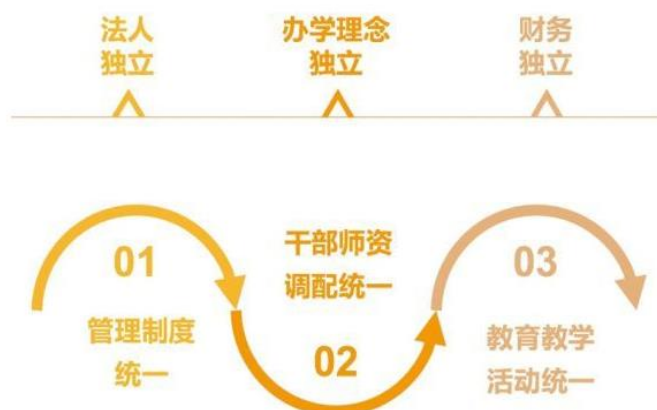 法人
独立
办学理念
独立
财务
独立
01
管理制度
统一
干部师资
调配统一
02
03
教育教学
活动统一